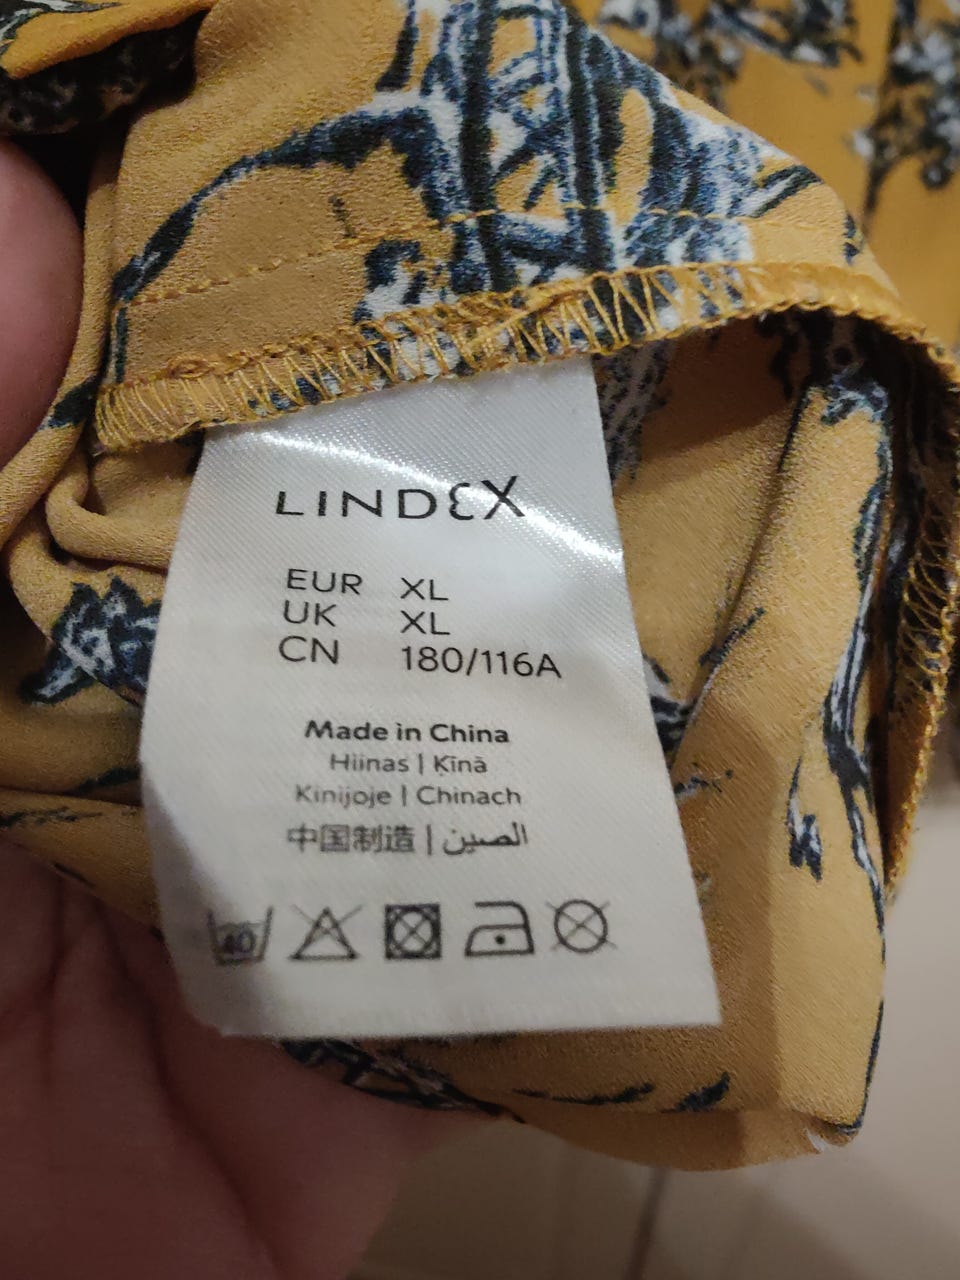 LINDEX
EUR XL
UK XL
CN 180/116A
Made in China
Hiinas | Ķīnā
Kinijoje | Chinach
中国制造 | الصين
40